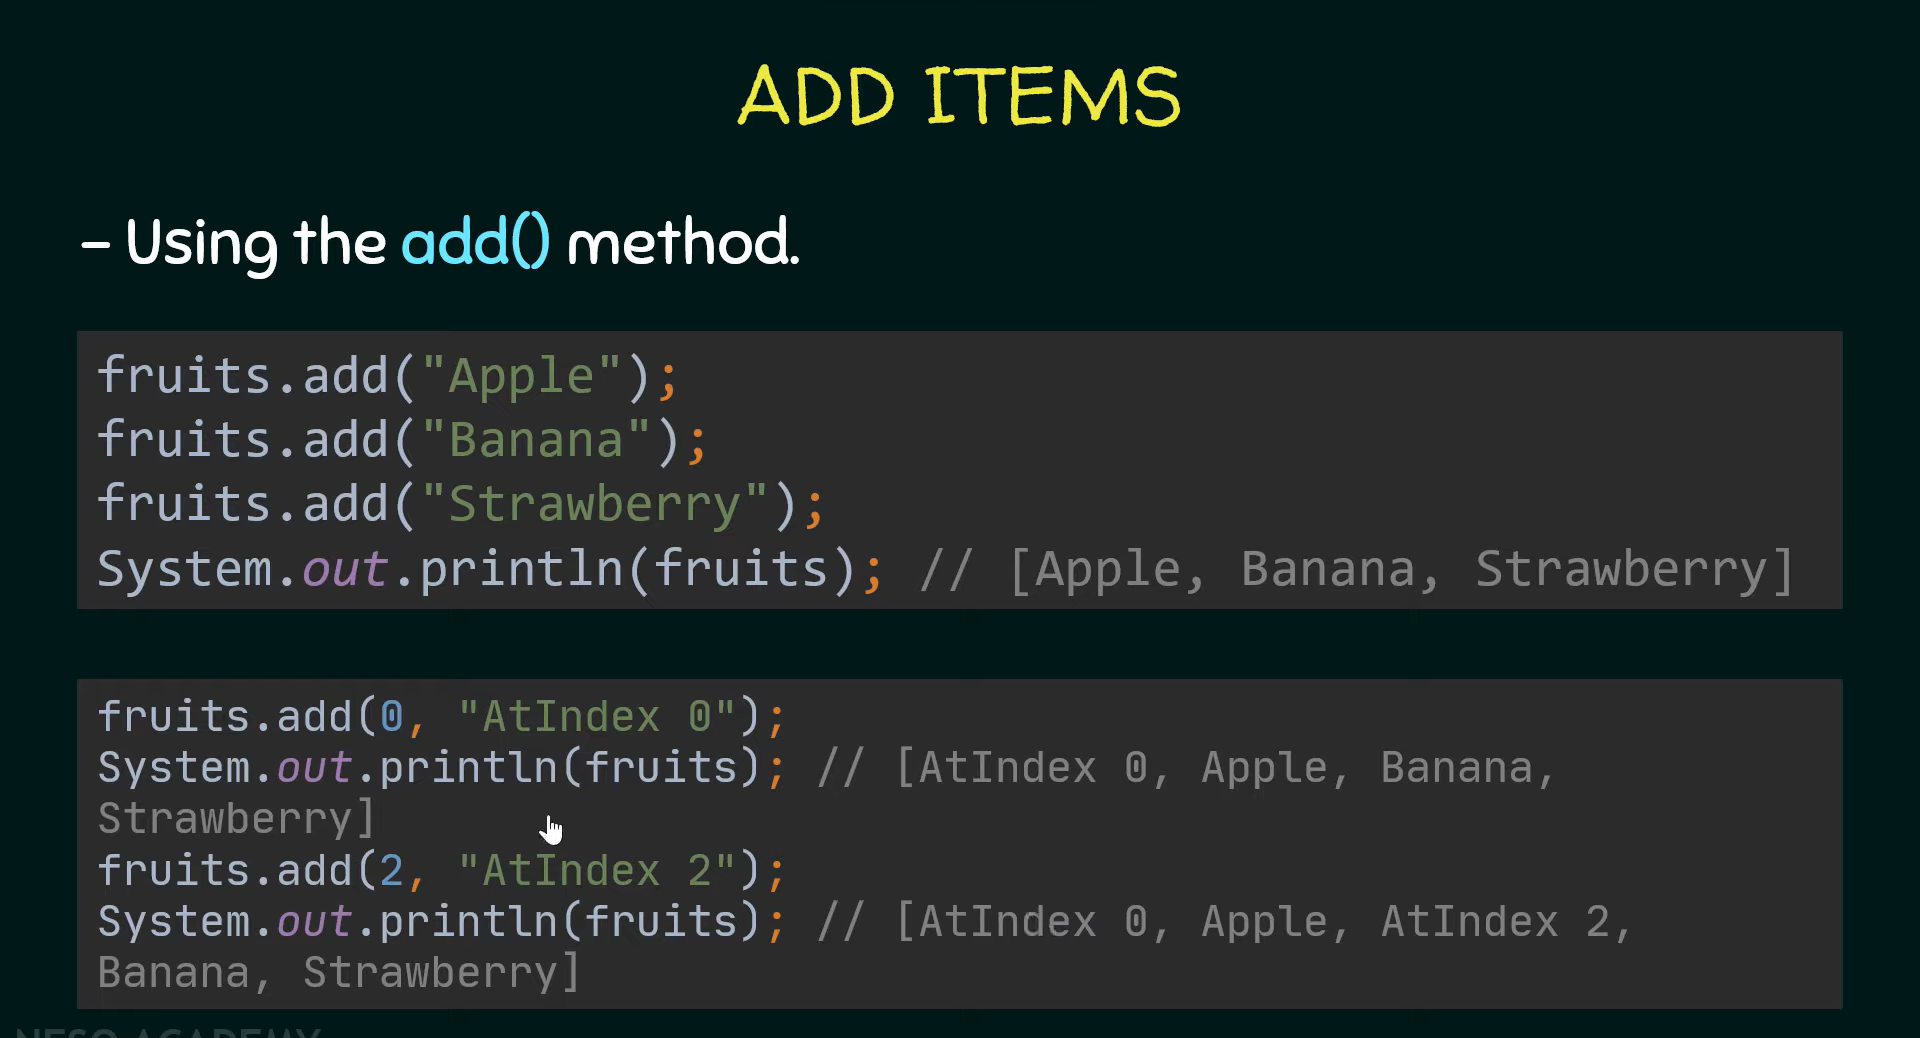 ADD ITEMS
– Using the add() method.
fruits.add("Apple");
fruits.add("Banana");
fruits.add("Strawberry");
System.out.println(fruits); // [Apple, Banana, Strawberry]
fruits.add(0, "AtIndex 0");
System.out.println(fruits); // [AtIndex 0, Apple, Banana,
Strawberry]
fruits.add(2, "AtIndex 2");
System.out.println(fruits); // [AtIndex 0, Apple, AtIndex 2,
Banana, Strawberry]
NESO ACADEMY